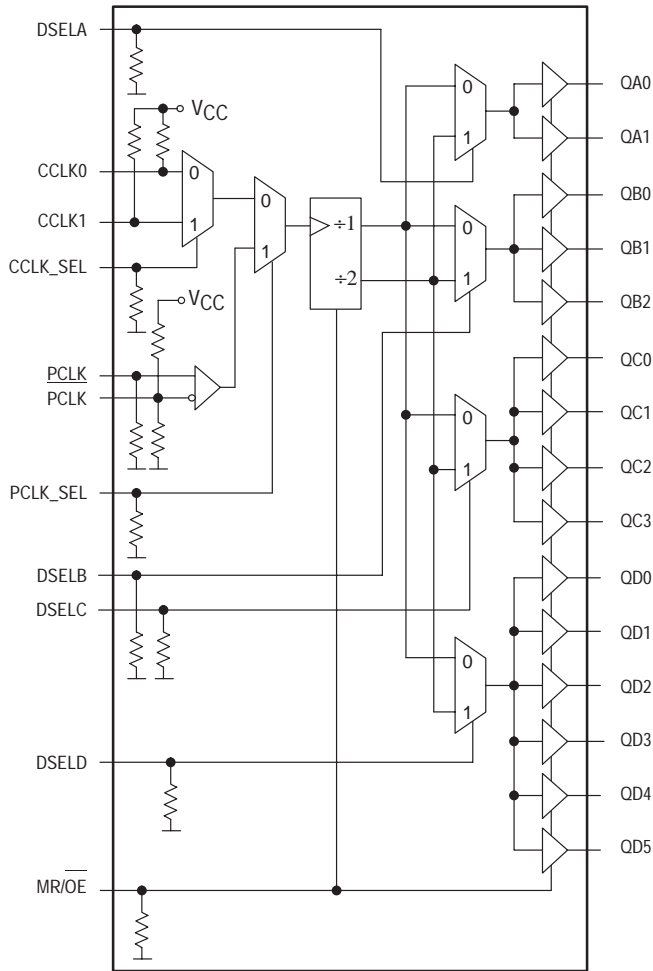 DSELA
0
QA0
VCC
1
QA1
CCLK0
0
0
QB0
CCLK1
1
1
÷1
0
QB1
CCLK_SEL
÷2
1
QB2
VCC
QC0
PCLK
PCLK
0
QC1
1
QC2
PCLK_SEL
QC3
DSELB
QD0
DSELC
QD1
0
QD2
1
QD3
DSELD
QD4
QD5
MR/OE